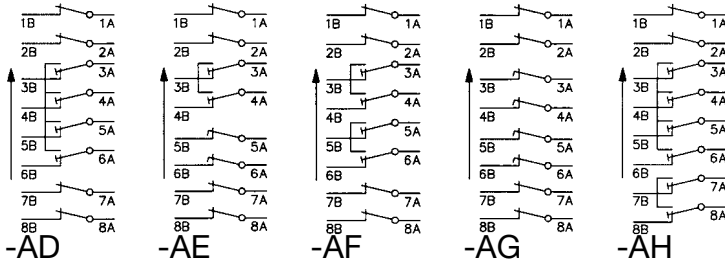 1B 1A 1B 1A 1B 1A 1B 1A 1B 1A
2B 2A 2B 2A 2B 2A 2B 2A 2B 2A
3B 3A 3B 3A 3B 3A 3B 3A 3B 3A
4B 4A 4B 4A 4B 4A 4B 4A 4B 4A
5B 5A 5B 5A 5B 5A 5B 5A 5B 5A
6B 6A 6B 6A 6B 6A 6B 6A 6B 6A
7B 7A 7B 7A 7B 7A 7B 7A 7B 7A
8B 8A 8B 8A 8B 8A 8B 8A 8B 8A
-AD -AE -AF -AG -AH